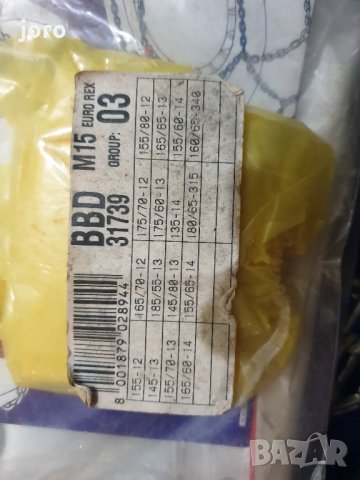 joro
BBD
31739
M15 EURO REX
GROUP: 03
8 001879 028944
155-12 165/70-12 175/70-12 155/80-12
145-13 185/55-13 175/60-13 165/65-13
155/70-13 145/80-13 135-14 155/60-14
165/60-14 155/65-14 180/65-315 160/65-340
BAZAR